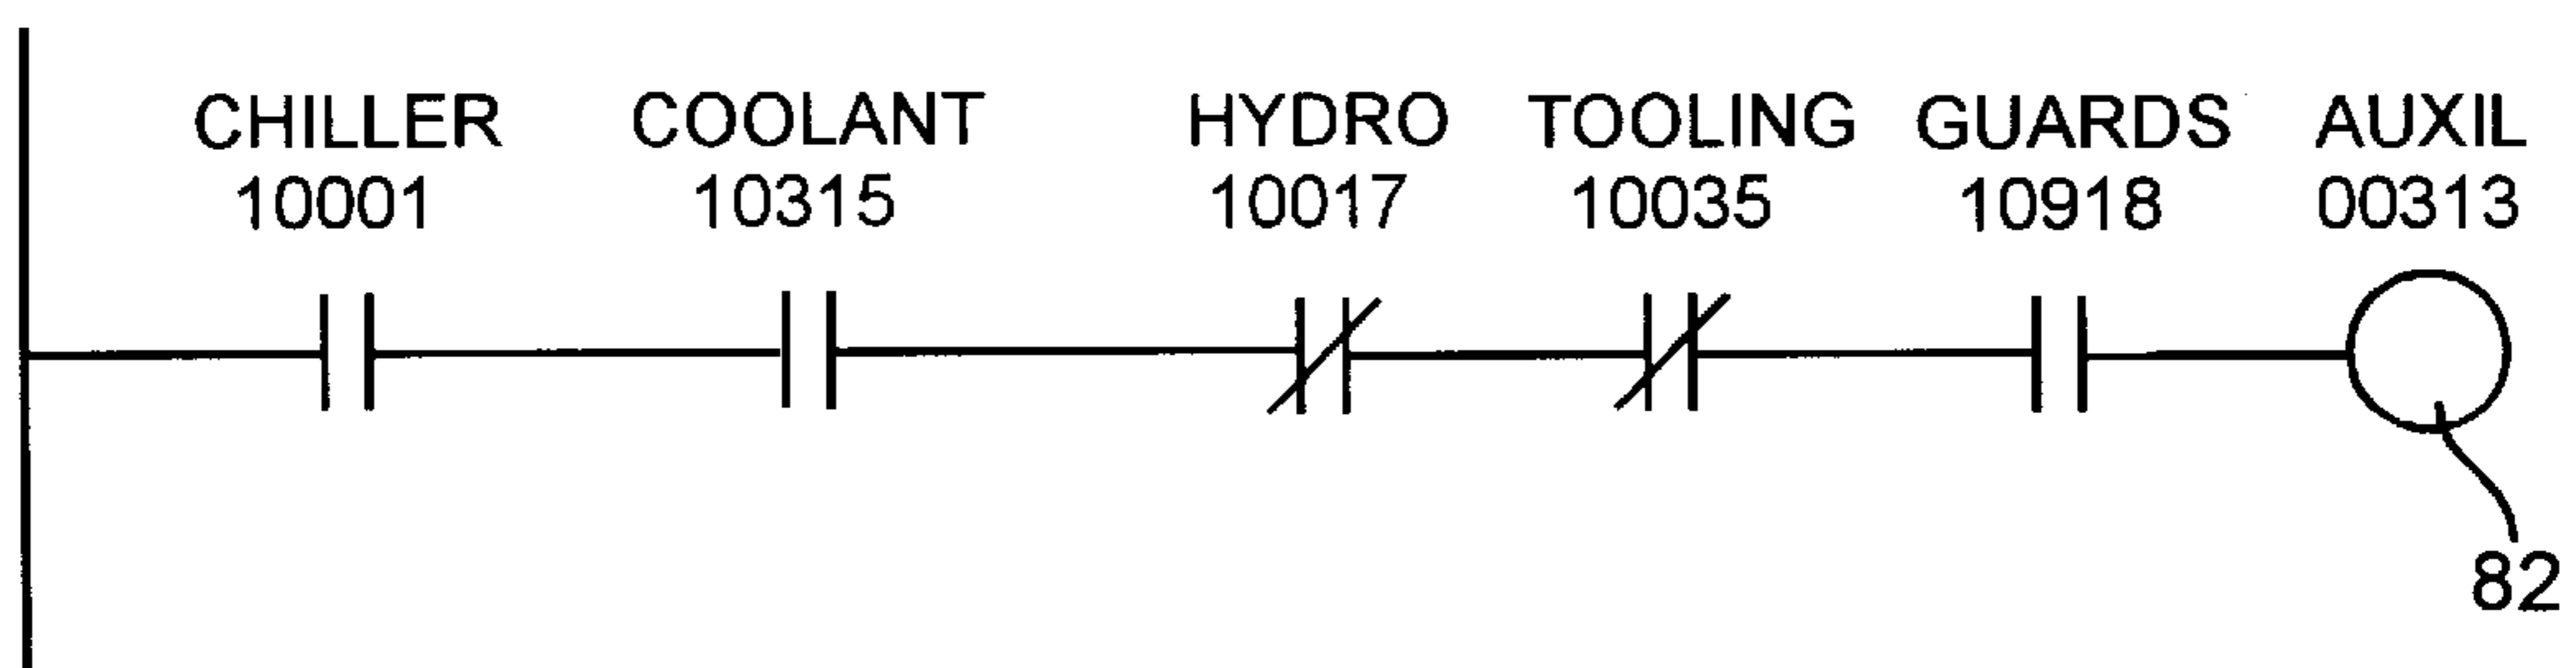 CHILLER COOLANT HYDRO TOOLING GUARDS AUXIL
10001 10315 10017 10035 10918 00313
82